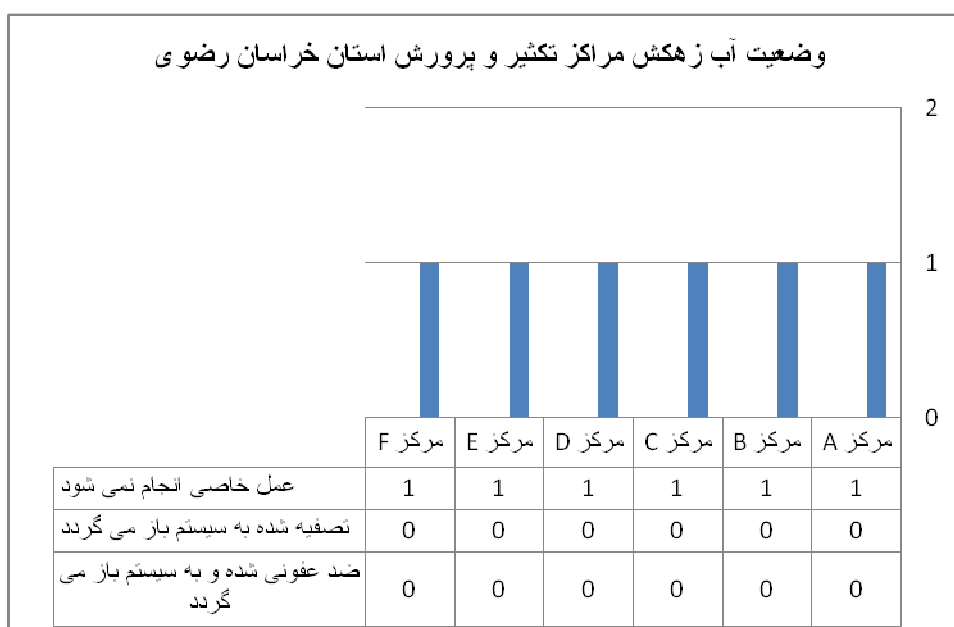 وضعیت آب زهکش مراکز تکثیر و پرورش استان خراسان رضوی
2
1
0
مرکز A مرکز B مرکز C مرکز D مرکز E مرکز F
عمل خاصی انجام نمی شود 1 1 1 1 1 1
تصفیه شده به سیستم باز می گردد 0 0 0 0 0 0
ضد عفونی شده و به سیستم باز می
گردد 0 0 0 0 0 0